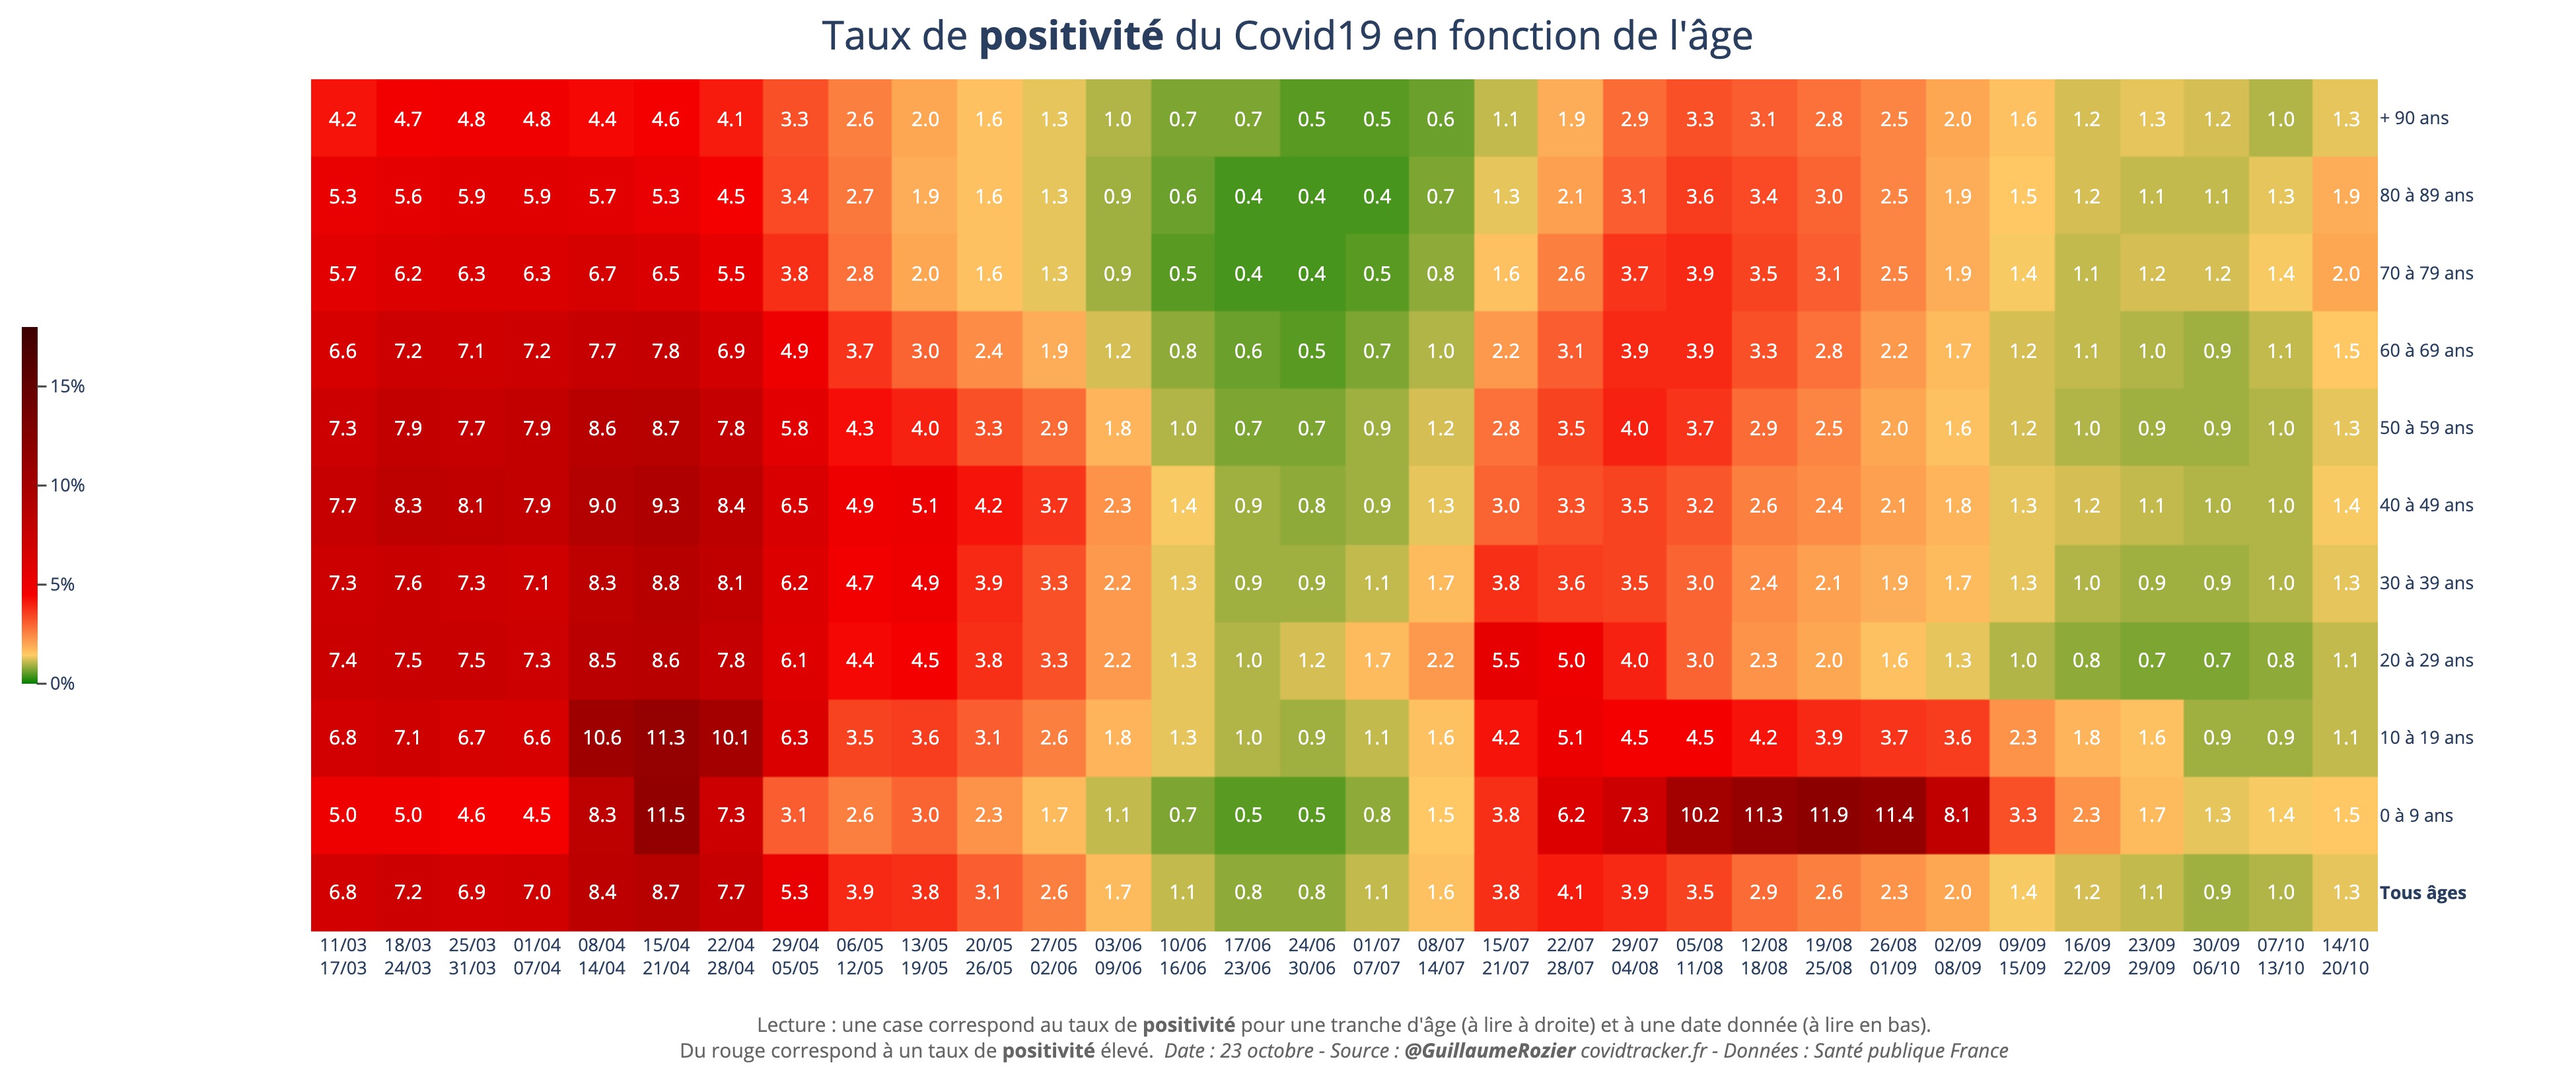 Taux de positivité du Covid19 en fonction de l'âge
4.2 4.7 4.8 4.8 4.4 4.6 4.1 3.3 2.6 2.0 1.6 1.3 1.0 0.7 0.7 0.5 0.5 0.6 1.1 1.9 2.9 3.3 3.1 2.8 2.5 2.0 1.6 1.2 1.3 1.2 1.0 1.3 + 90 ans
5.3 5.6 5.9 5.9 5.7 5.3 4.5 3.4 2.7 1.9 1.6 1.3 0.9 0.6 0.4 0.4 0.4 0.7 1.3 2.1 3.1 3.6 3.4 3.0 2.5 1.9 1.5 1.2 1.1 1.1 1.3 1.9 80 à 89 ans
5.7 6.2 6.3 6.3 6.7 6.5 5.5 3.8 2.8 2.0 1.6 1.3 0.9 0.5 0.4 0.4 0.5 0.8 1.6 2.6 3.7 3.9 3.5 3.1 2.5 1.9 1.4 1.1 1.2 1.2 1.4 2.0 70 à 79 ans
6.6 7.2 7.1 7.2 7.7 7.8 6.9 4.9 3.7 3.0 2.4 1.9 1.2 0.8 0.6 0.5 0.7 1.0 2.2 3.1 3.9 3.9 3.3 2.8 2.2 1.7 1.2 1.1 1.0 0.9 1.1 1.5 60 à 69 ans
15%
7.3 7.9 7.7 7.9 8.6 8.7 7.8 5.8 4.3 4.0 3.3 2.9 1.8 1.0 0.7 0.7 0.9 1.2 2.8 3.5 4.0 3.7 2.9 2.5 2.0 1.6 1.2 1.0 0.9 0.9 1.0 1.3 50 à 59 ans
10%
7.7 8.3 8.1 7.9 9.0 9.3 8.4 6.5 4.9 5.1 4.2 3.7 2.3 1.4 0.9 0.8 0.9 1.3 3.0 3.3 3.5 3.2 2.6 2.4 2.1 1.8 1.3 1.2 1.1 1.0 1.0 1.4 40 à 49 ans
5%
7.3 7.6 7.3 7.1 8.3 8.8 8.1 6.2 4.7 4.9 3.9 3.3 2.2 1.3 0.9 0.9 1.1 1.7 3.8 3.6 3.5 3.0 2.4 2.1 1.9 1.7 1.3 1.0 0.9 0.9 1.0 1.3 30 à 39 ans
7.4 7.5 7.5 7.3 8.5 8.6 7.8 6.1 4.4 4.5 3.8 3.3 2.2 1.3 1.0 1.2 1.7 2.2 5.5 5.0 4.0 3.0 2.3 2.0 1.6 1.3 1.0 0.8 0.7 0.7 0.8 1.1 20 à 29 ans
0%
6.8 7.1 6.7 6.6 10.6 11.3 10.1 6.3 3.5 3.6 3.1 2.6 1.8 1.3 1.0 0.9 1.1 1.6 4.2 5.1 4.5 4.5 4.2 3.9 3.7 3.6 2.3 1.8 1.6 0.9 0.9 1.1 10 à 19 ans
5.0 5.0 4.6 4.5 8.3 11.5 7.3 3.1 2.6 3.0 2.3 1.7 1.1 0.7 0.5 0.5 0.8 1.5 3.8 6.2 7.3 10.2 11.3 11.9 11.4 8.1 3.3 2.3 1.7 1.3 1.4 1.5 0 à 9 ans
6.8 7.2 6.9 7.0 8.4 8.7 7.7 5.3 3.9 3.8 3.1 2.6 1.7 1.1 0.8 0.8 1.1 1.6 3.8 4.1 3.9 3.5 2.9 2.6 2.3 2.0 1.4 1.2 1.1 0.9 1.0 1.3 Tous âges
11/03 18/03 25/03 01/04 08/04 15/04 22/04 29/04 06/05 13/05 20/05 27/05 03/06 10/06 17/06 24/06 01/07 08/07 15/07 22/07 29/07 05/08 12/08 19/08 26/08 02/09 09/09 16/09 23/09 30/09 07/10 14/10
17/03 24/03 31/03 07/04 14/04 21/04 28/04 05/05 12/05 19/05 26/05 02/06 09/06 16/06 23/06 30/06 07/07 14/07 21/07 28/07 04/08 11/08 18/08 25/08 01/09 08/09 15/09 22/09 29/09 06/10 13/10 20/10
Lecture : une case correspond au taux de positivité pour une tranche d'âge (à lire à droite) et à une date donnée (à lire en bas).
Du rouge correspond à un taux de positivité élevé. Date : 23 octobre - Source : @GuillaumeRozier covidtracker.fr - Données : Santé publique France